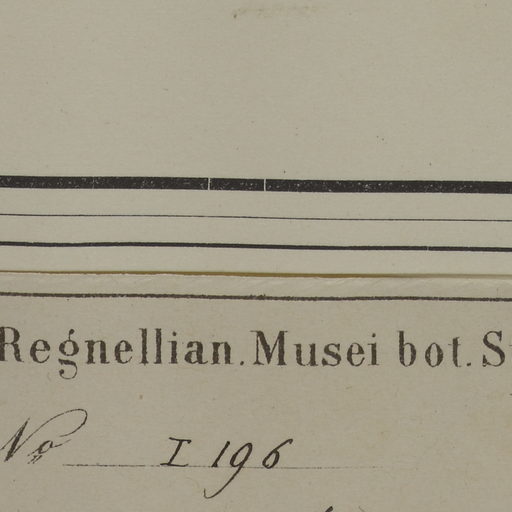 Regnellian. Musei bot. S
No I 196